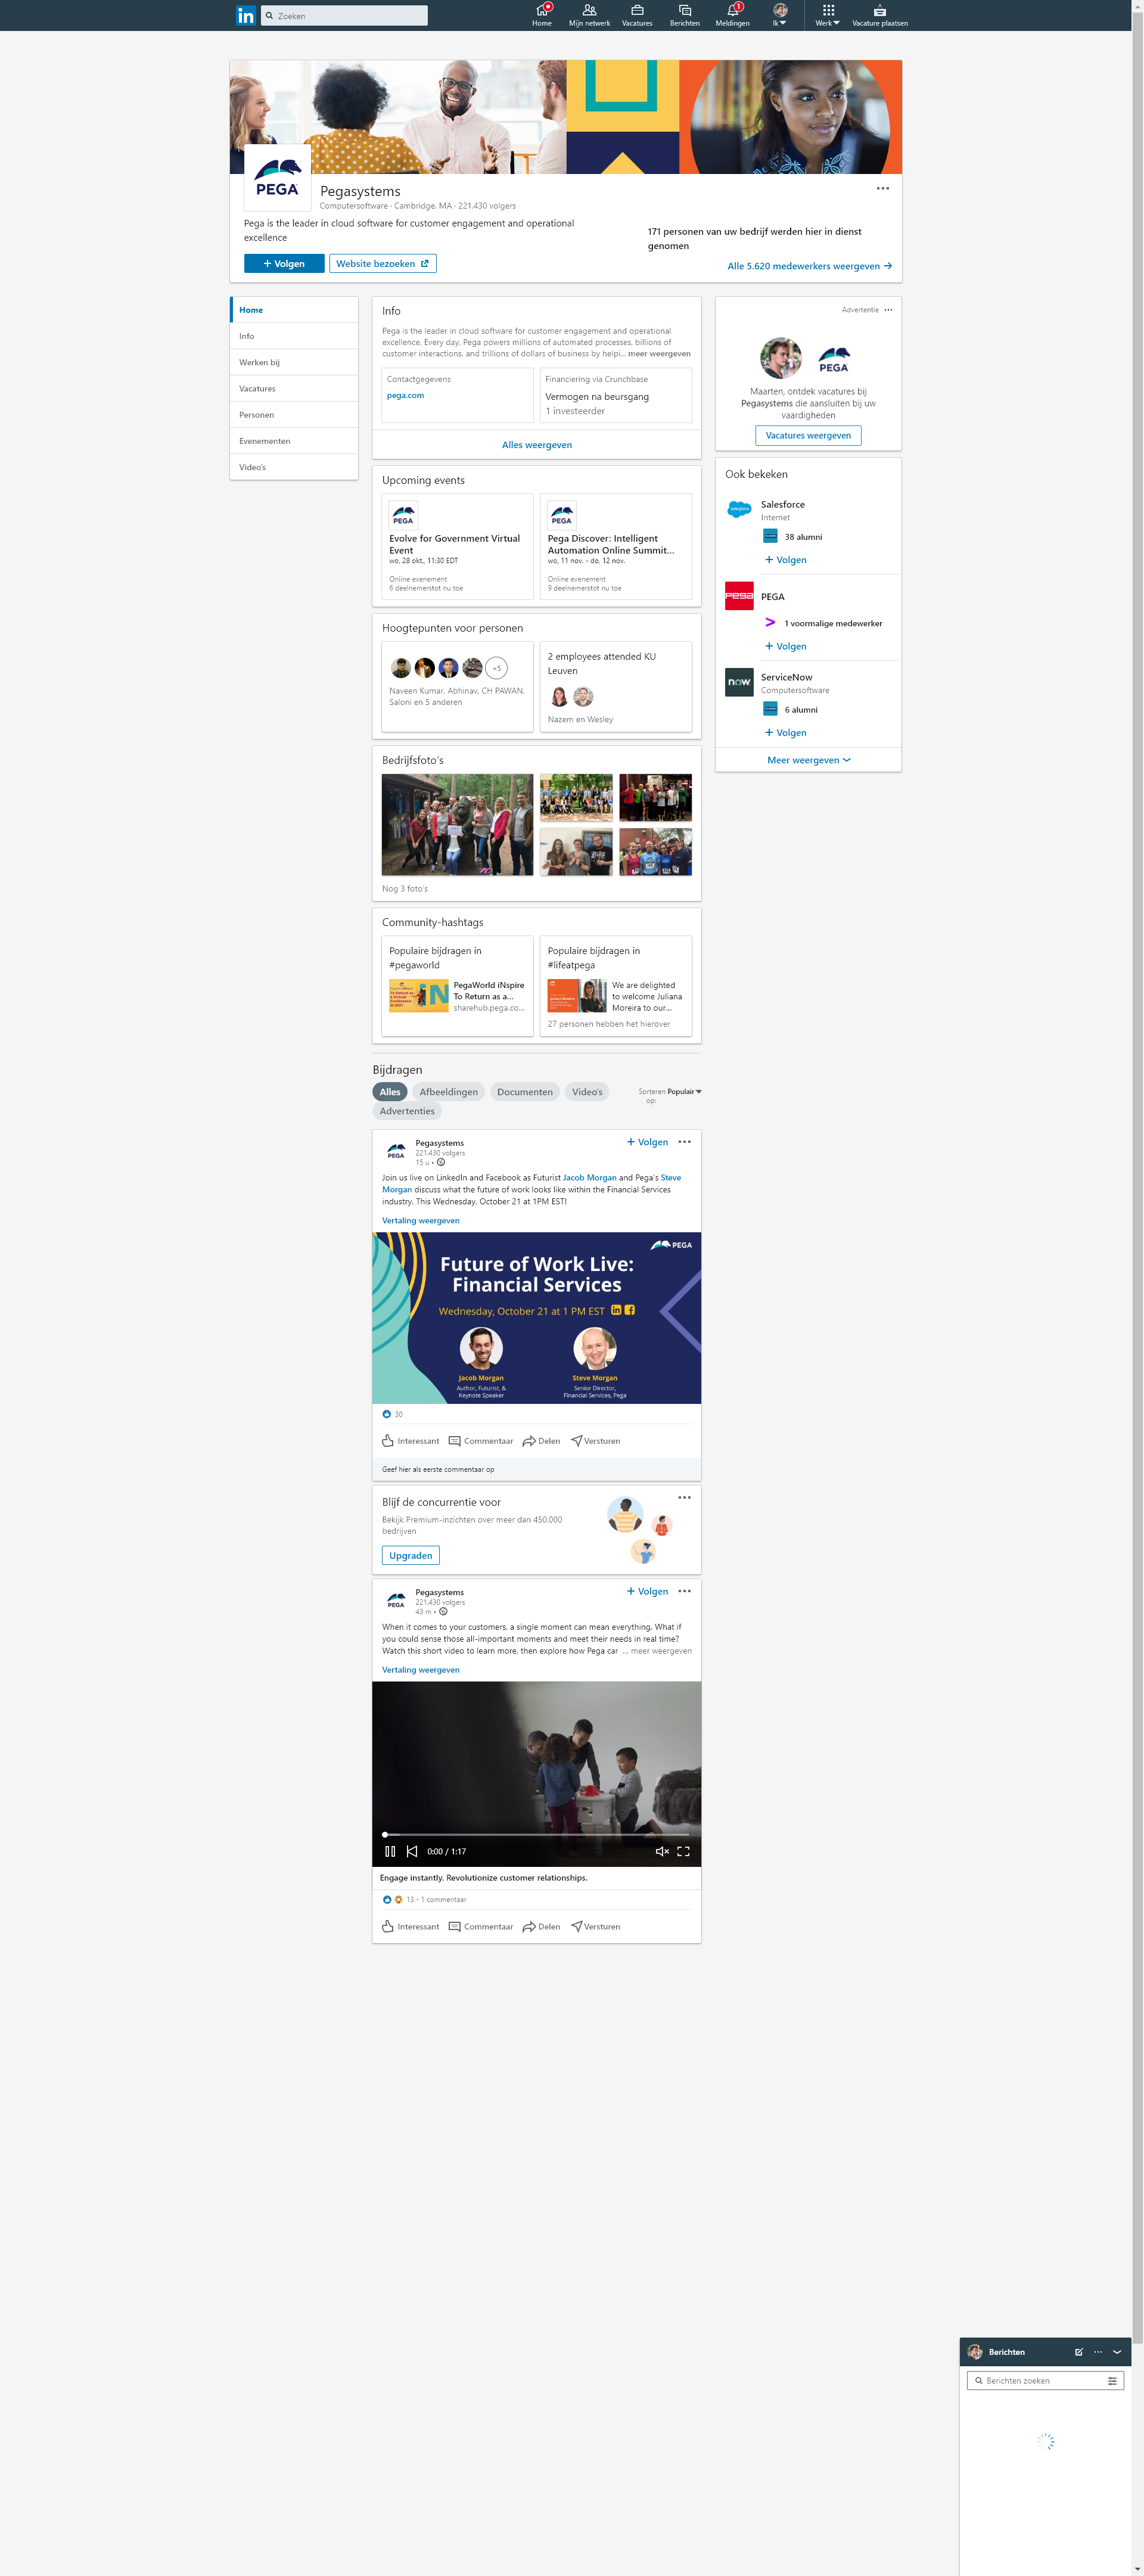 in
Zoeken
Home
Mijn netwerk
Vacatures
Berichten
1
Meldingen
Ik
Werk
Vacature plaatsen
PEGA
Pegasystems
Computersoftware · Cambridge, MA · 221.430 volgers
Pega is the leader in cloud software for customer engagement and operational
excellence
171 personen van uw bedrijf werden hier in dienst
genomen
+ Volgen
Website bezoeken
Alle 5.620 medewerkers weergeven →
Home
Info
Werken bij
Vacatures
Personen
Evenementen
Video's
Info
Pega is the leader in cloud software for customer engagement and operational
excellence. Every day, Pega powers millions of automated processes, billions of
customer interactions, and trillions of dollars of business by helpi... meer weergeven
Contactgegevens
pega.com
Financiering via Crunchbase
Vermogen na beursgang
1 investeerder
Alles weergeven
Upcoming events
PEGA
Evolve for Government Virtual
Event
wo, 28 okt., 11:30 EDT
Online evenement
6 deelnemerstot nu toe
PEGA
Pega Discover: Intelligent
Automation Online Summit...
wo, 11 nov. - do, 12 nov.
Online evenement
9 deelnemerstot nu toe
Hoogtepunten voor personen
+5
Naveen Kumar, Abhinav, CH PAWAN,
Saloni en 5 anderen
2 employees attended KU
Leuven
Nazem en Wesley
Bedrijfsfoto's
Nog 3 foto's
Community-hashtags
Populaire bijdragen in
#pegaworld
To Return as
a Virtual
Conference
in 2021
iN
PegaWorld iNspire
To Return as a...
sharehub.pega.co...
Populaire bijdragen in
#lifeatpega
Juliana Moreira
We are delighted
to welcome Juliana
Moreira to our...
27 personen hebben het hierover
Bijdragen
Alles
Afbeeldingen
Documenten
Video's
Advertenties
Sorteren Populair
op:
PEGA
Pegasystems
221.430 volgers
15 u •
+ Volgen
Join us live on LinkedIn and Facebook as Futurist Jacob Morgan and Pega's Steve
Morgan discuss what the future of work looks like within the Financial Services
industry. This Wednesday, October 21 at 1PM EST!
Vertaling weergeven
PEGA
Future of Work Live:
Financial Services
Wednesday, October 21 at 1 PM EST
Jacob Morgan
Author, Futurist, &
Keynote Speaker
Steve Morgan
Senior Director,
Financial Services, Pega
30
Interessant
Commentaar
Delen
Versturen
Geef hier als eerste commentaar op
Blijf de concurrentie voor
Bekijk Premium-inzichten over meer dan 450.000
bedrijven
Upgraden
PEGA
Pegasystems
221.430 volgers
43 m •
+ Volgen
When it comes to your customers, a single moment can mean everything. What if
you could sense those all-important moments and meet their needs in real time?
Watch this short video to learn more, then explore how Pega car ... meer weergeven
Vertaling weergeven
0:00 / 1:17
Engage instantly. Revolutionize customer relationships.
13 · 1 commentaar
Interessant
Commentaar
Delen
Versturen
Advertentie
PEGA
Maarten, ontdek vacatures bij
Pegasystems die aansluiten bij uw
vaardigheden
Vacatures weergeven
Ook bekeken
salesforce
Salesforce
Internet
38 alumni
+ Volgen
pega
PEGA
1 voormalige medewerker
+ Volgen
now
ServiceNow
Computersoftware
6 alumni
+ Volgen
Meer weergeven
Berichten
Berichten zoeken